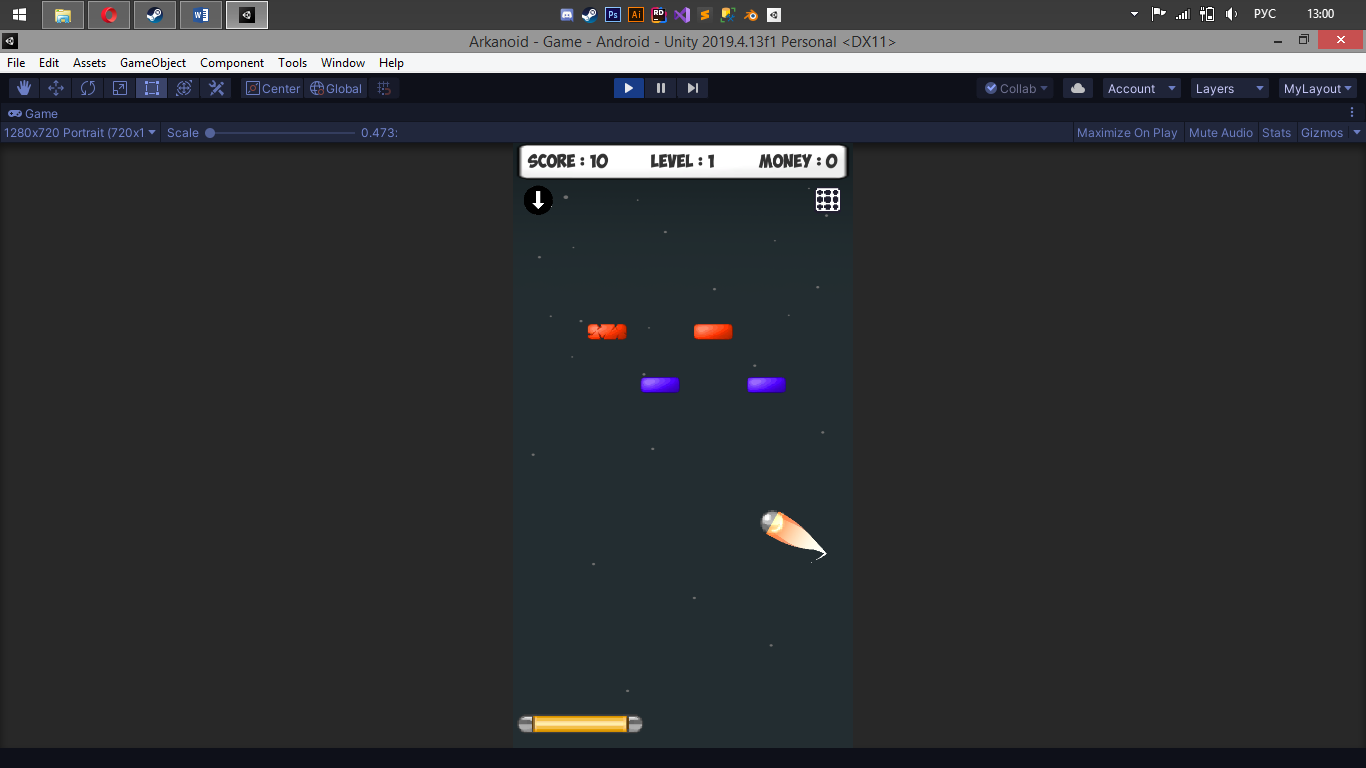 РУС 13:00
Arkanoid - Game - Android - Unity 2019.4.13f1 Personal <DX11>
File Edit Assets GameObject Component Tools Window Help
Center Global Collab Account Layers MyLayout
Game
1280x720 Portrait (720x1 Scale 0.473: Maximize On Play Mute Audio Stats Gizmos
SCORE : 10 LEVEL : 1 MONEY : 0